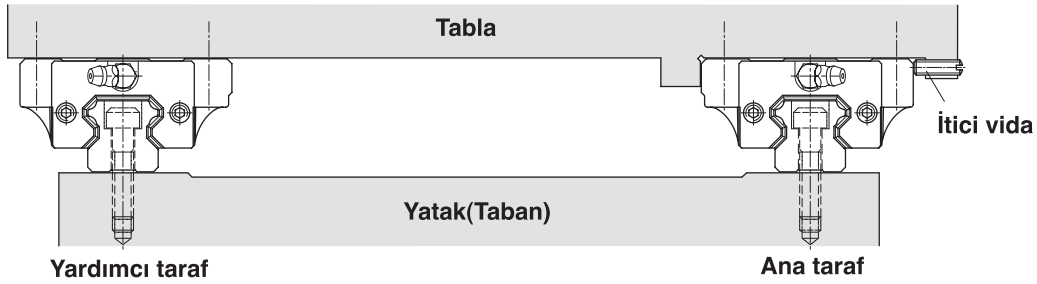 Tabla
İtici vida
Yatak(Taban)
Yardımcı taraf
Ana taraf